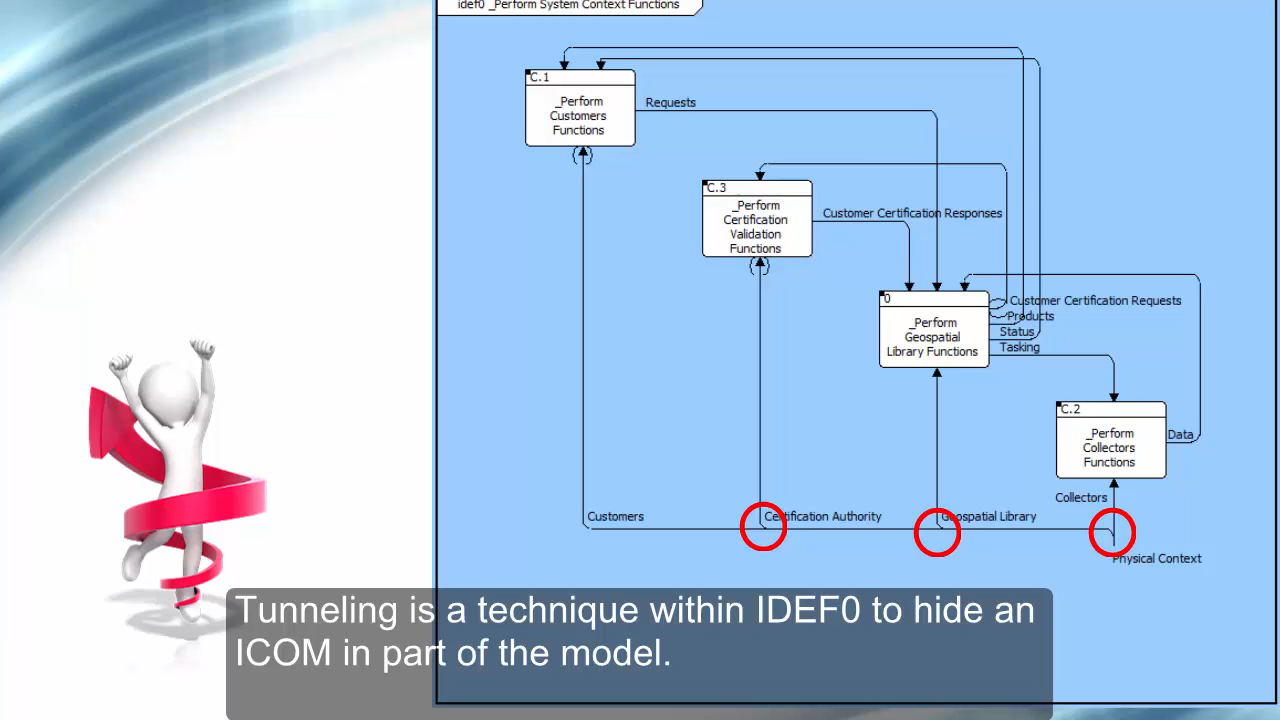 idef0 _Perform System Context Functions
C.1
_Perform
Customers
Functions
Requests
C.3
_Perform
Certification
Validation
Functions
Customer Certification Responses
0
_Perform
Geospatial
Library Functions
Customer Certification Requests
Products
Status
Tasking
C.2
_Perform
Collectors
Functions
Data
Collectors
Customers
Certification Authority
Geospatial Library
Physical Context
Tunneling is a technique within IDEF0 to hide an
ICOM in part of the model.